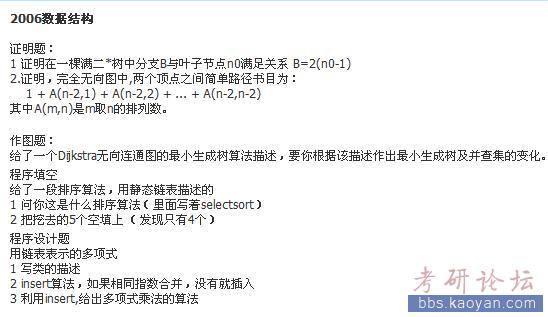 2006数据结构
证明题：
1 证明在一棵满二*树中分支B与叶子节点n0满足关系 B=2(n0-1)
2.证明，完全无向图中,两个顶点之间简单路径书目为：
1 + A(n-2,1) + A(n-2,2) + ... + A(n-2,n-2)
其中A(m,n)是m取n的排列数。
作图题：
给了一个Dijkstra无向连通图的最小生成树算法描述，要你根据该描述作出最小生成树及并查集的变化。
程序填空
给了一段排序算法，用静态链表描述的
1 问你这是什么排序算法（里面写着selectsort）
2 把挖去的5个空填上（ 发现只有4个）
程序设计题
用链表表示的多项式
1 写类的描述
2 insert算法，如果相同指数合并，没有就插入
3 利用insert,给出多项式乘法的算法
考研论坛
bbs.kaoyan.com